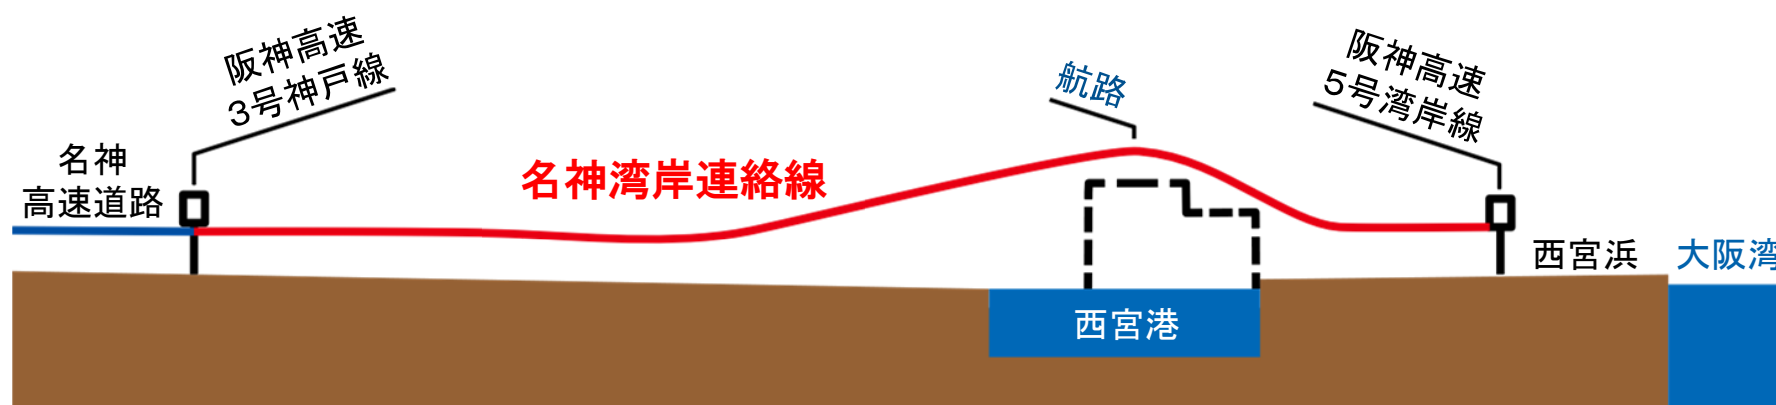 阪神高速
3号神戸線
名神
高速道路
名神湾岸連絡線
航路
阪神高速
5号湾岸線
西宮港
西宮浜
大阪湾